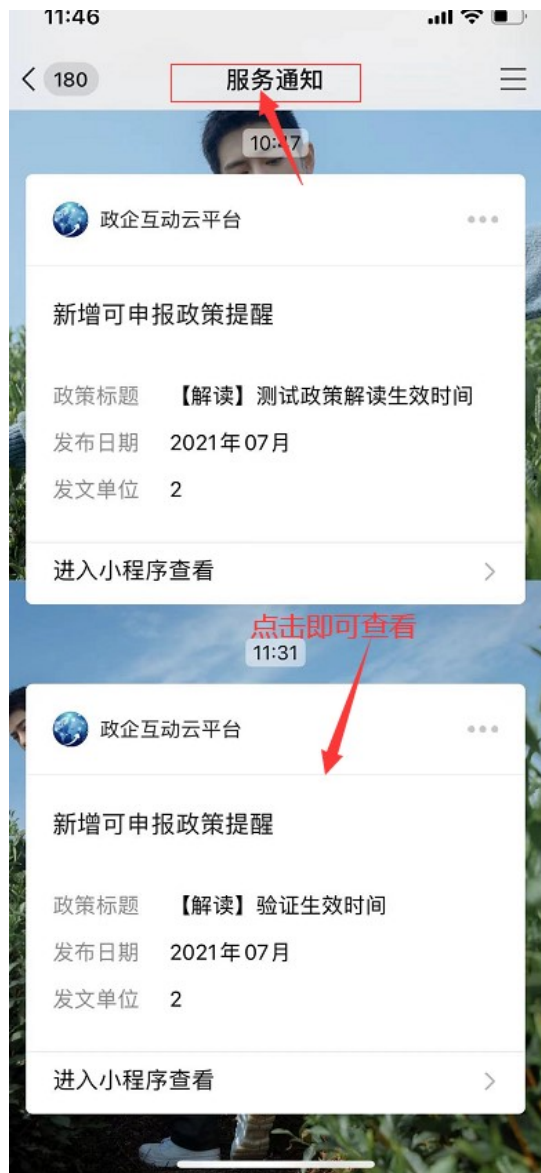 11:46
180
服务通知
10:47
政企互动云平台
新增可申报政策提醒
政策标题 【解读】测试政策解读生效时间
发布日期 2021年07月
发文单位 2
进入小程序查看
点击即可查看
11:31
政企互动云平台
新增可申报政策提醒
政策标题 【解读】验证生效时间
发布日期 2021年07月
发文单位 2
进入小程序查看